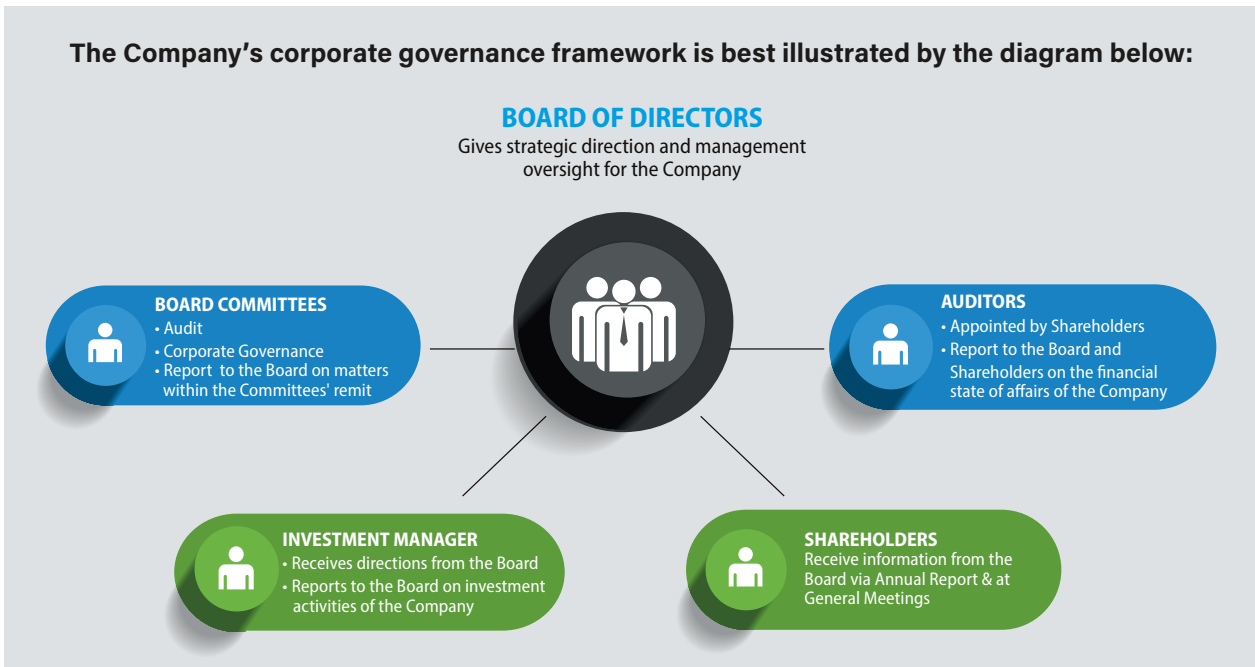 The Company's corporate governance framework is best illustrated by the diagram below:
BOARD OF DIRECTORS
Gives strategic direction and management
oversight for the Company
BOARD COMMITTEES
• Audit
• Corporate Governance
• Report to the Board on matters
within the Committees' remit
AUDITORS
• Appointed by Shareholders
• Report to the Board and
Shareholders on the financial
state of affairs of the Company
INVESTMENT MANAGER
• Receives directions from the Board
• Reports to the Board on investment
activities of the Company
SHAREHOLDERS
Receive information from the
Board via Annual Report & at
General Meetings